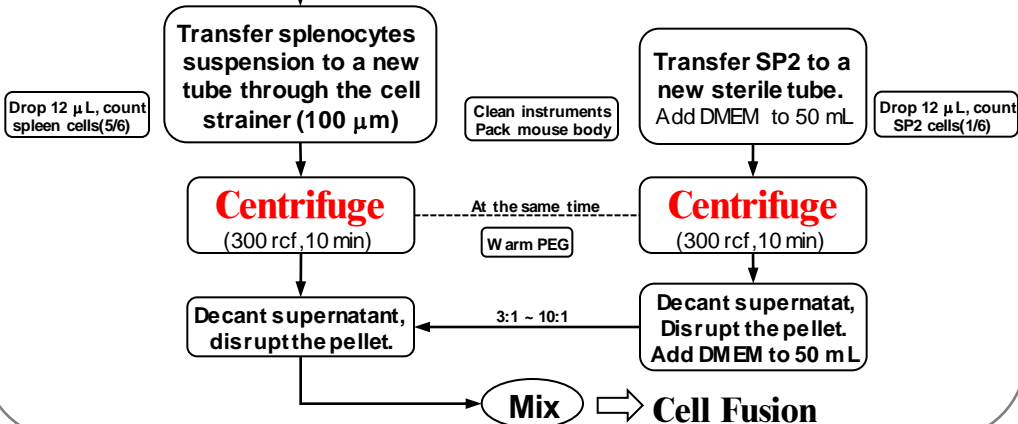 Transfer splenocytes
suspension to a new
tube through the cell
strainer (100 μm)
Drop 12 μL, count
spleen cells(5/6)
Clean instruments
Pack mouse body
Transfer SP2 to a
new sterile tube.
Add DMEM to 50 mL
Drop 12 μL, count
SP2 cells(1/6)
Centrifuge
(300 rcf,10 min)
At the same time
Warm PEG
Centrifuge
(300 rcf,10 min)
Decant supernatant,
disrupt the pellet.
3:1 ~ 10:1
Decant supernatat,
Disrupt the pellet.
Add DMEM to 50 mL
Mix
Cell Fusion